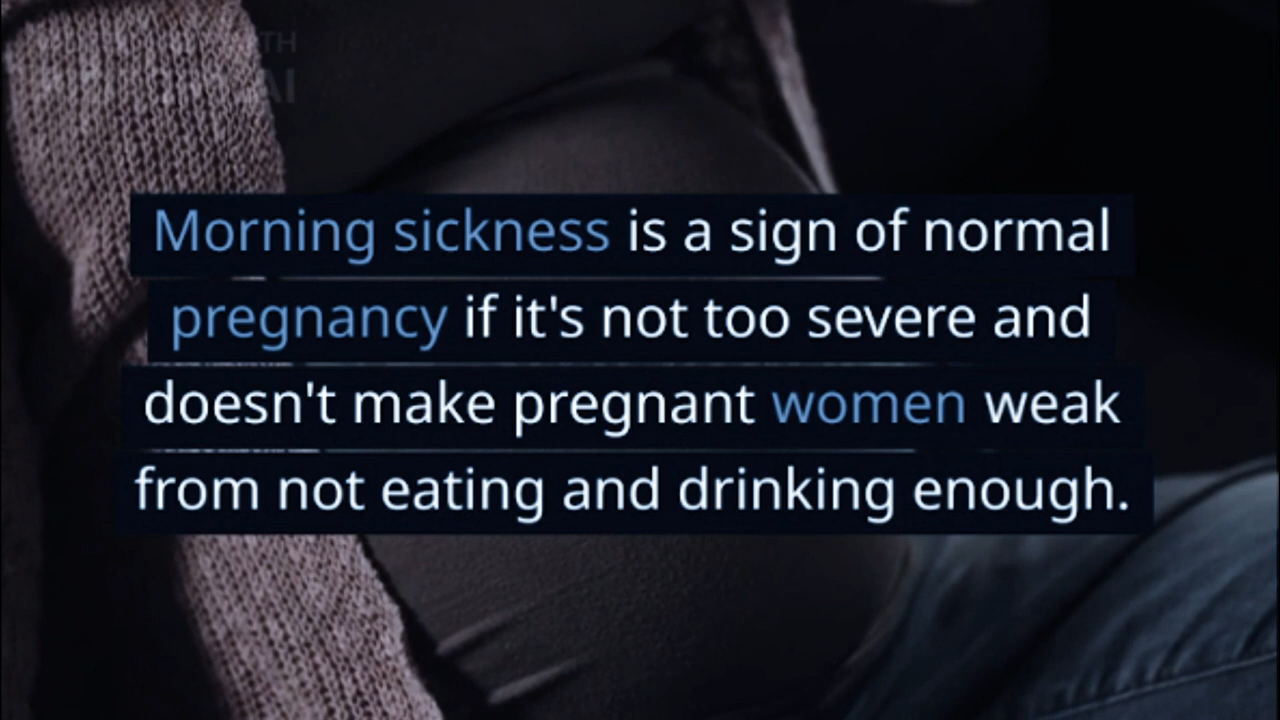 Morning sickness is a sign of normal
pregnancy if it's not too severe and
doesn't make pregnant women weak
from not eating and drinking enough.